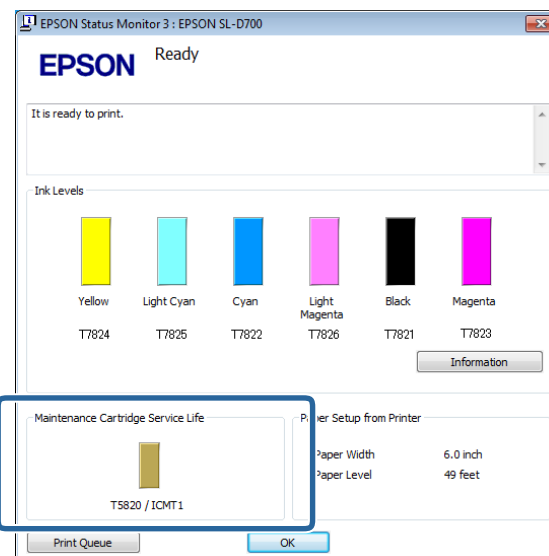 EPSON Status Monitor 3 : EPSON SL-D700
EPSON
Ready
It is ready to print.
Ink Levels
Yellow Light Cyan Cyan Light Magenta Black Magenta
T7824 T7825 T7822 T7826 T7821 T7823
Information
Maintenance Cartridge Service Life
T5820 / ICMT1
Paper Setup from Printer
Paper Width 6.0 inch
Paper Level 49 feet
Print Queue
OK